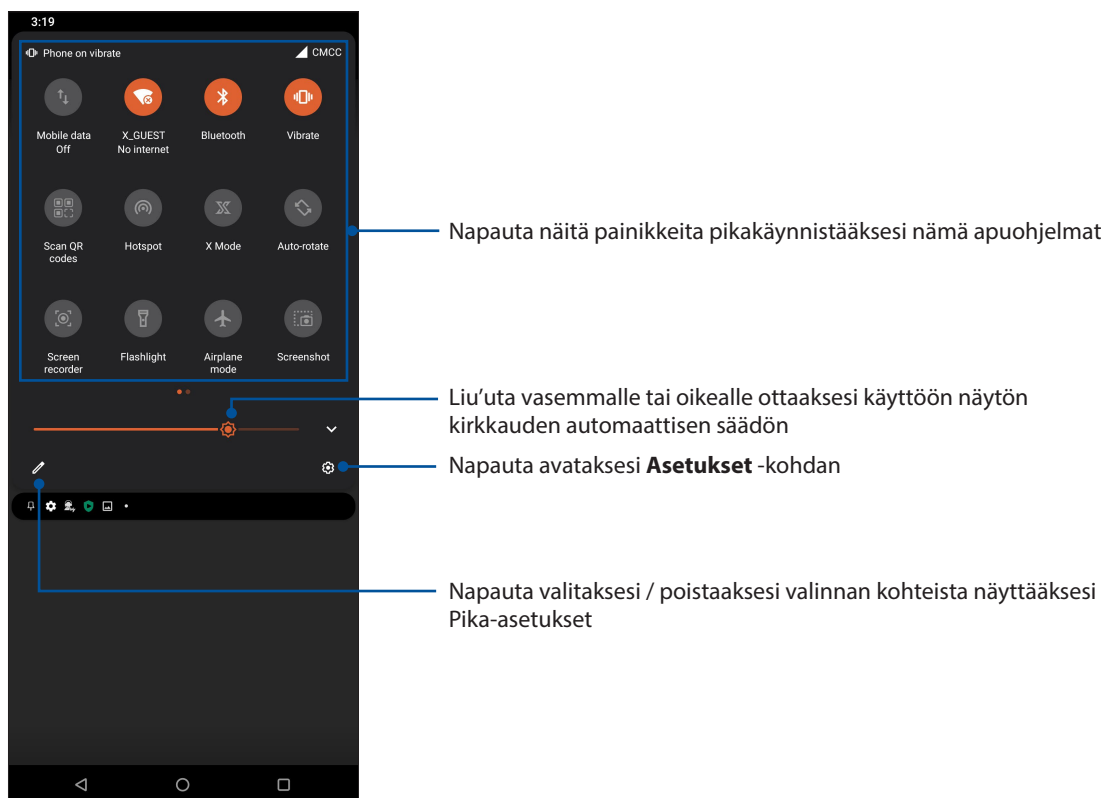 3:19
Phone on vibrate
CMCC
Mobile data
Off
X_GUEST
No internet
Bluetooth
Vibrate
Scan QR
codes
Hotspot
X Mode
Auto-rotate
Screen
recorder
Flashlight
Airplane
mode
Screenshot
Napauta näitä painikkeita pikakäynnistääksesi nämä apuohjelmat
Liu’uta vasemmalle tai oikealle ottaaksesi käyttöön näytön
kirkkauden automaattisen säädön
Napauta avataksesi Asetukset -kohdan
Napauta valitaksesi / poistaaksesi valinnan kohteista näyttääksesi
Pika-asetukset